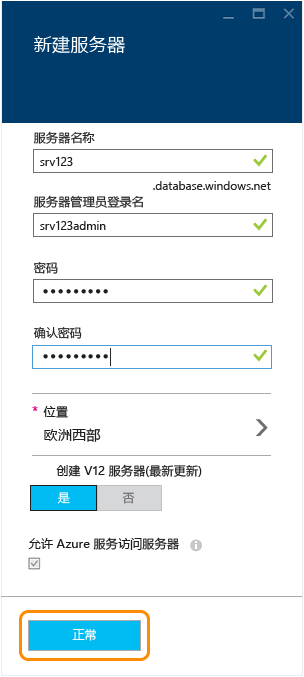 新建服务器
服务器名称
srv123
.database.windows.net
服务器管理员登录名
srv123admin
密码
•••••••••
确认密码
•••••••••
* 位置
欧洲西部
创建 V12 服务器(最新更新)
是 否
允许 Azure 服务访问服务器
正常